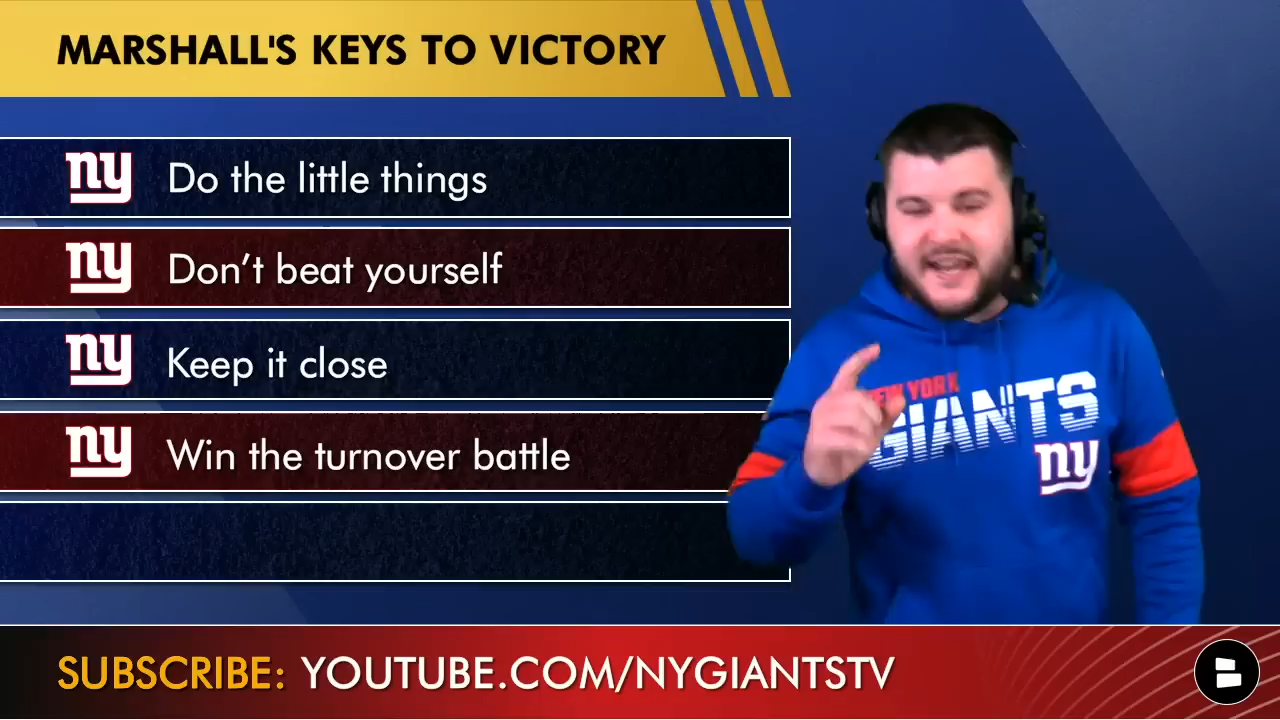 MARSHALL'S KEYS TO VICTORY
ny Do the little things
ny Don't beat yourself
ny Keep it close
ny Win the turnover battle
NEW YORK
GIANTS
ny
SUBSCRIBE: YOUTUBE.COM/NYGIANTSTV